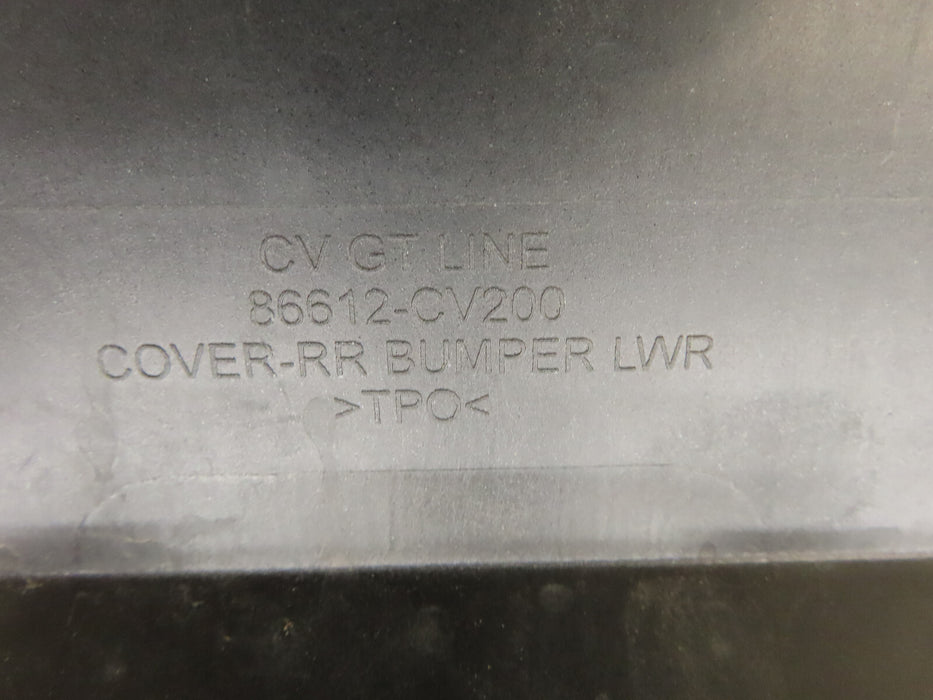 CV GT LINE
86612-CV200
COVER-RR BUMPER LWR
>TPO<